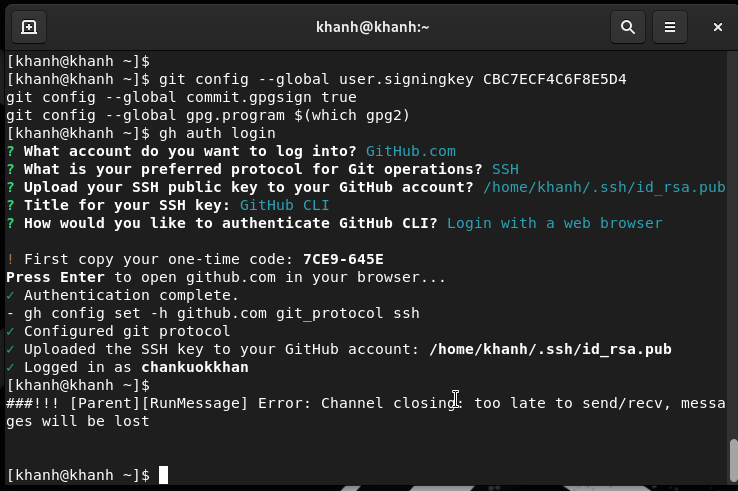 khanh@khanh:~
[khanh@khanh ~]$
[khanh@khanh ~]$ git config --global user.signingkey CBC7ECF4C6F8E5D4
git config --global commit.gpgsign true
git config --global gpg.program $(which gpg2)
[khanh@khanh ~]$ gh auth login
? What account do you want to log into? GitHub.com
? What is your preferred protocol for Git operations? SSH
? Upload your SSH public key to your GitHub account? /home/khanh/.ssh/id_rsa.pub
? Title for your SSH key: GitHub CLI
? How would you like to authenticate GitHub CLI? Login with a web browser
! First copy your one-time code: 7CE9-645E
Press Enter to open github.com in your browser...
✓ Authentication complete.
- gh config set -h github.com git_protocol ssh
✓ Configured git protocol
✓ Uploaded the SSH key to your GitHub account: /home/khanh/.ssh/id_rsa.pub
✓ Logged in as chankuokkhan
[khanh@khanh ~]$
###!!! [Parent][RunMessage] Error: Channel closing: too late to send/recv, messa
ges will be lost
[khanh@khanh ~]$